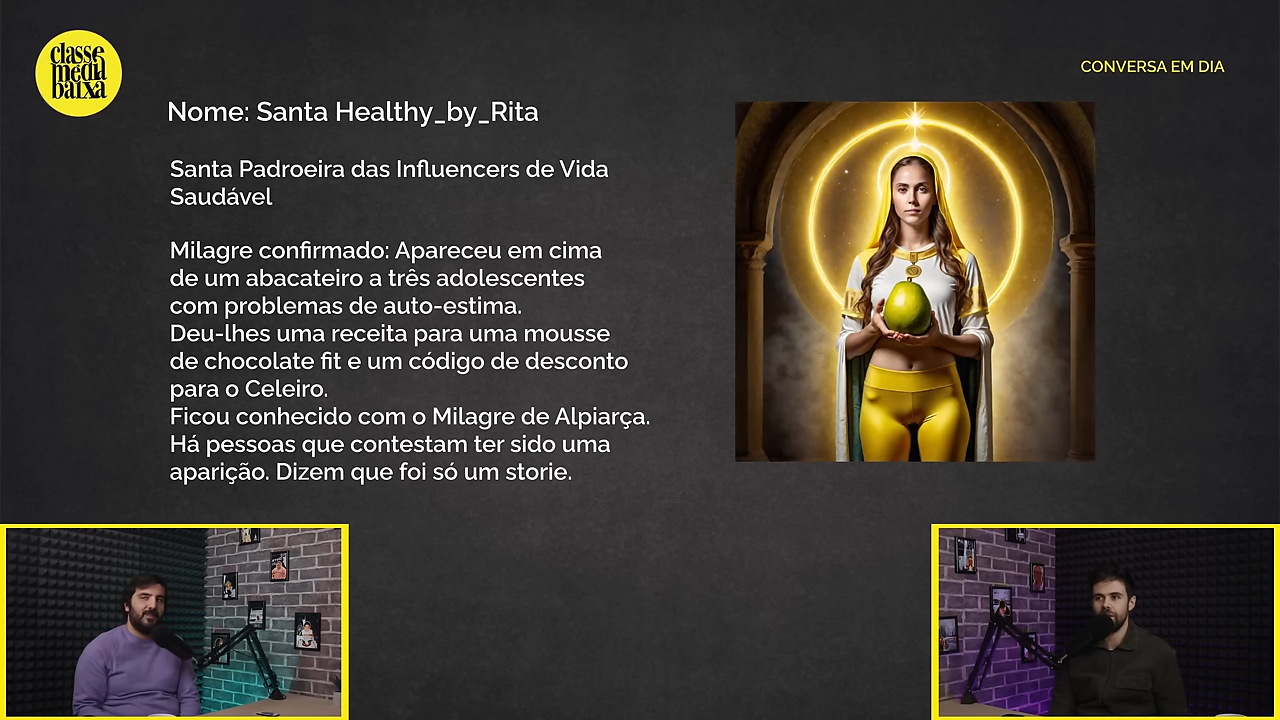 classe
média
baixa
CONVERSA EM DIA
Nome: Santa Healthy_by_Rita
Santa Padroeira das Influencers de Vida
Saudável
Milagre confirmado: Apareceu em cima
de um abacateiro a três adolescentes
com problemas de auto-estima.
Deu-lhes uma receita para uma mousse
de chocolate fit e um código de desconto
para o Celeiro.
Ficou conhecido com o Milagre de Alpiarça.
Há pessoas que contestam ter sido uma
aparição. Dizem que foi só um storie.